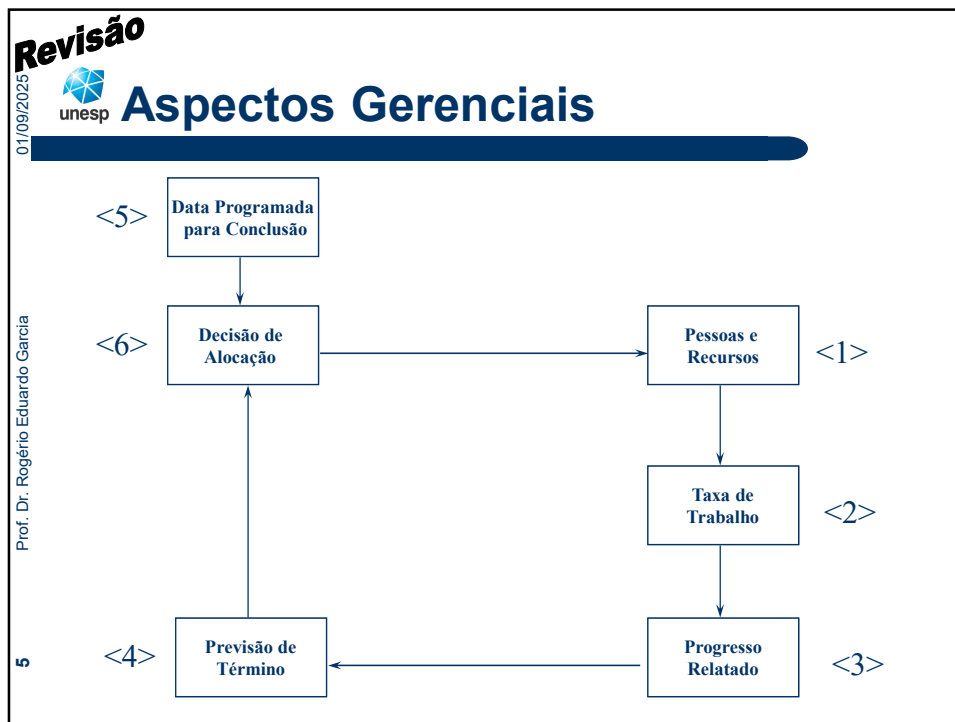 Revisão
01/09/2025
unesp
Aspectos Gerenciais
<5>
Data Programada
para Conclusão
<6>
Decisão de
Alocação
Pessoas e
Recursos
<1>
Taxa de
Trabalho
<2>
<4>
Previsão de
Término
Progresso
Relatado
<3>
Prof. Dr. Rogério Eduardo Garcia
5